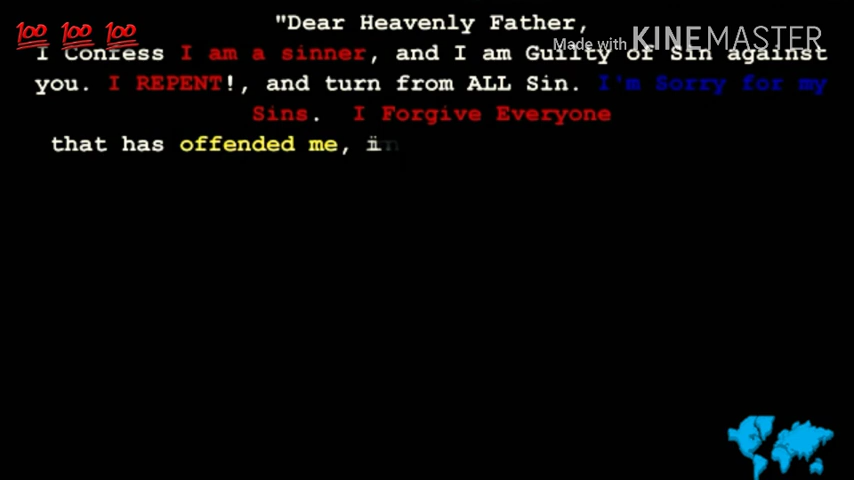 "Dear Heavenly Father,
Made with KINEMASTER
💯 💯 💯
I Confess I am a sinner, and I am Guilty of Sin against
you. I REPENT!, and turn from ALL Sin. I'm Sorry for my
Sins. I Forgive Everyone
that has offended me, in